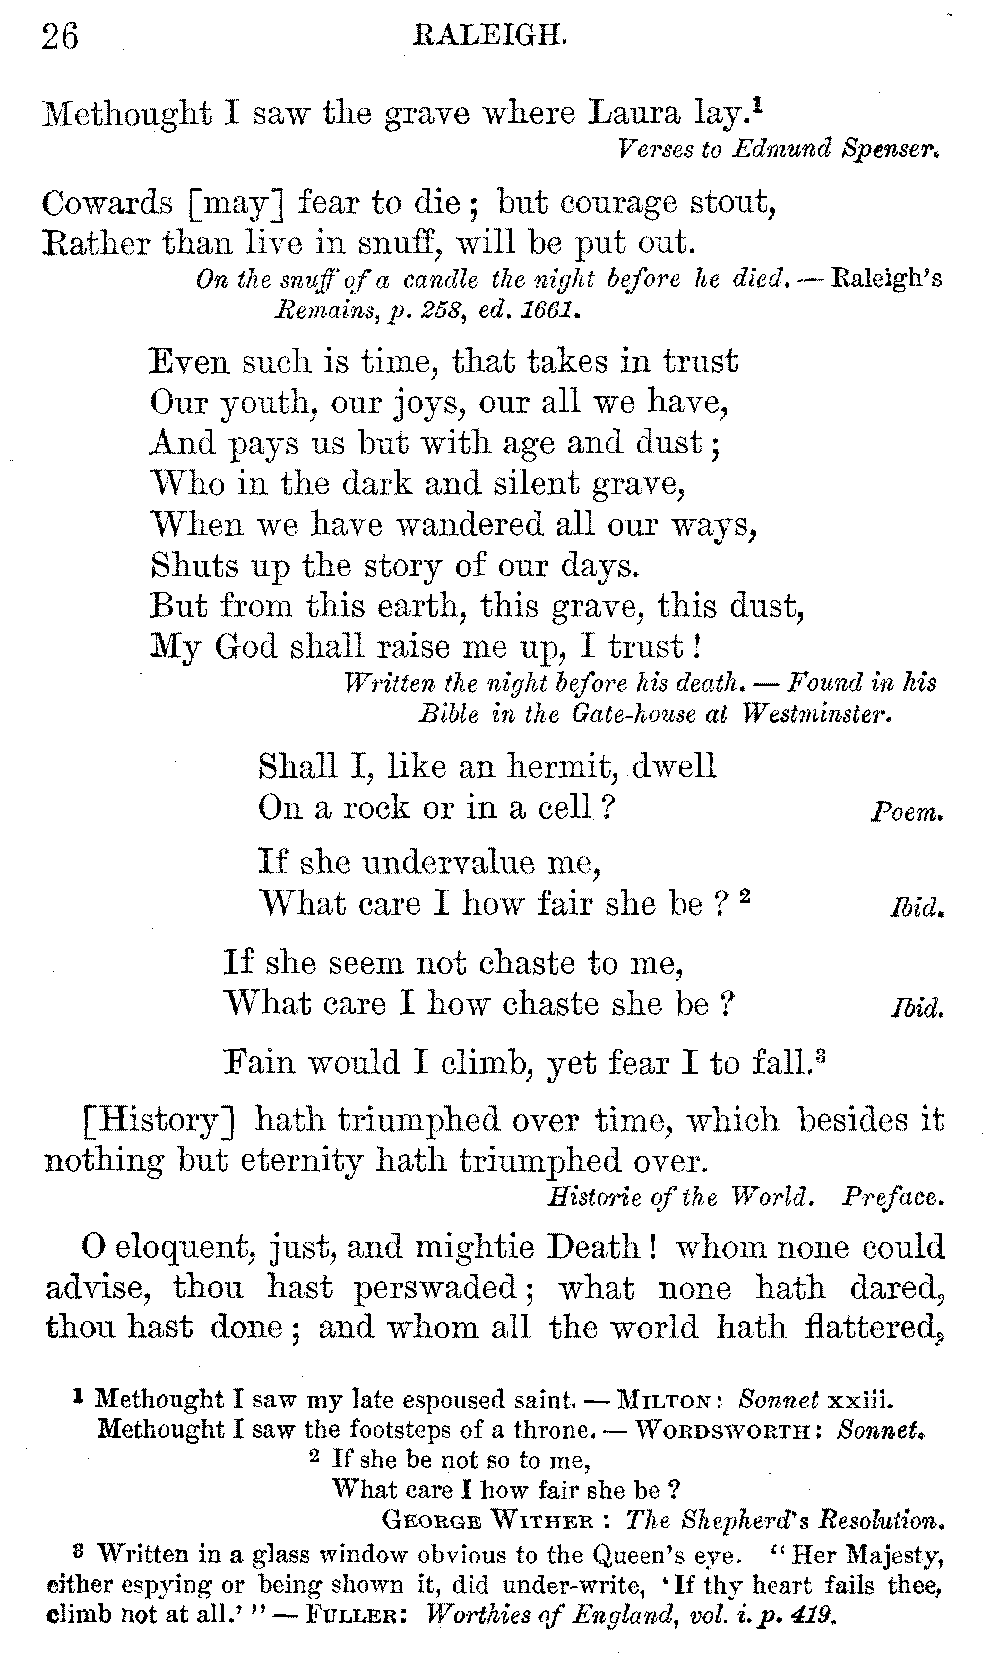 26 RALEIGH.
Methought I saw the grave where Laura lay.¹
Verses to Edmund Spenser.
Cowards [may] fear to die; but courage stout,
Rather than live in snuff, will be put out.
On the snuff of a candle the night before he died. — Raleigh's
Remains, p. 258, ed. 1661.
Even such is time, that takes in trust
Our youth, our joys, our all we have,
And pays us but with age and dust;
Who in the dark and silent grave,
When we have wandered all our ways,
Shuts up the story of our days.
But from this earth, this grave, this dust,
My God shall raise me up, I trust!
Written the night before his death. — Found in his
Bible in the Gate-house at Westminster.
Shall I, like an hermit, dwell
On a rock or in a cell? Poem.
If she undervalue me,
What care I how fair she be?² Ibid.
If she seem not chaste to me,
What care I how chaste she be? Ibid.
Fain would I climb, yet fear I to fall.³
[History] hath triumphed over time, which besides it
nothing but eternity hath triumphed over.
Historie of the World. Preface.
O eloquent, just, and mightie Death! whom none could
advise, thou hast perswaded; what none hath dared,
thou hast done; and whom all the world hath flattered,
1 Methought I saw my late espoused saint. — MILTON: Sonnet xxiii.
Methought I saw the footsteps of a throne. — WORDSWORTH: Sonnet.
2 If she be not so to me,
What care I how fair she be?
GEORGE WITHER: The Shepherd's Resolution.
3 Written in a glass window obvious to the Queen's eye. "Her Majesty,
either espying or being shown it, did under-write, 'If thy heart fails thee,
climb not at all.'" — FULLER: Worthies of England, vol. i. p. 419.